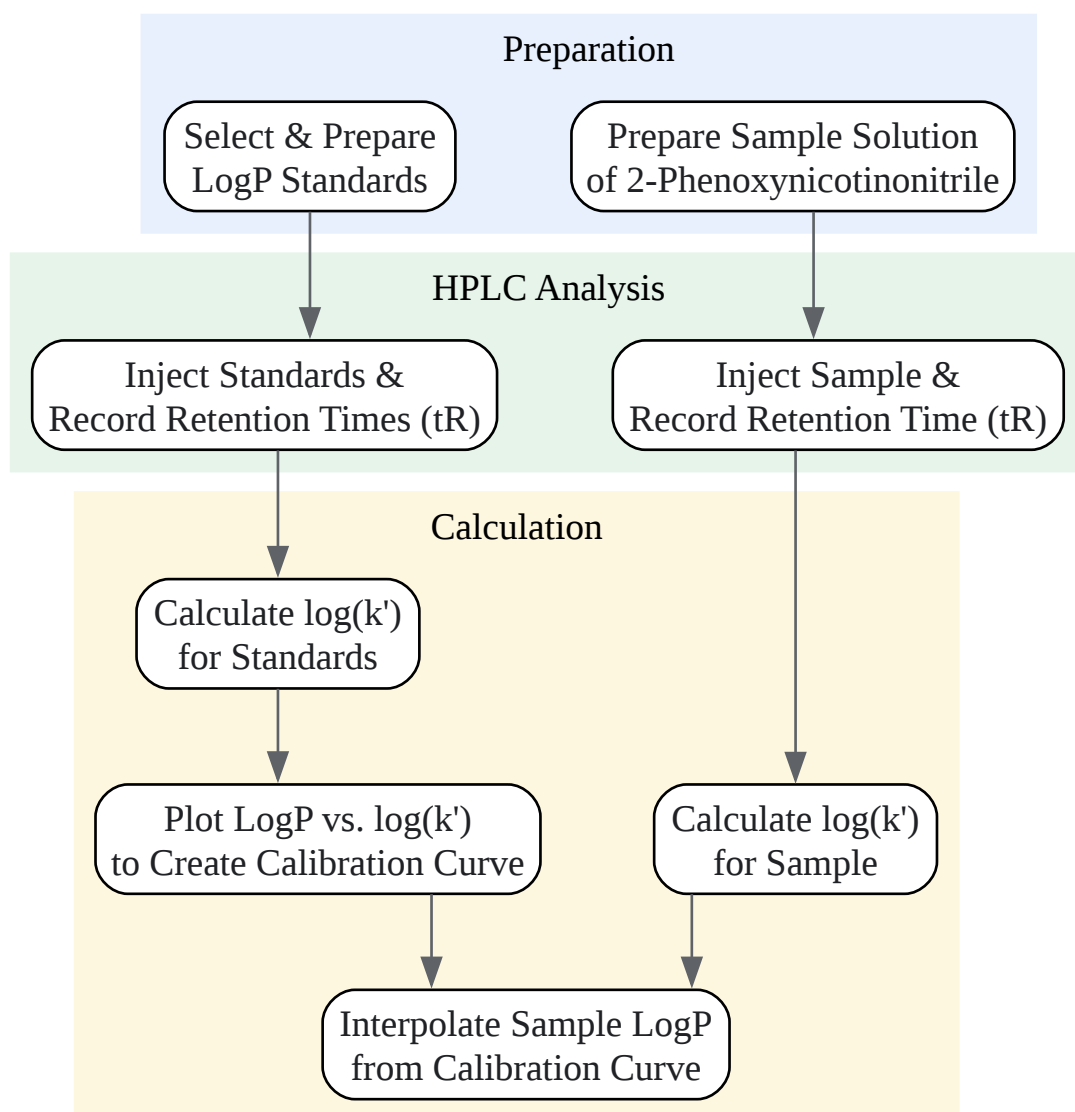 Preparation
Select & Prepare
LogP Standards
Prepare Sample Solution
of 2-Phenoxynicotinonitrile
HPLC Analysis
Inject Standards &
Record Retention Times (tR)
Inject Sample &
Record Retention Time (tR)
Calculation
Calculate log(k')
for Standards
Plot LogP vs. log(k')
to Create Calibration Curve
Calculate log(k')
for Sample
Interpolate Sample LogP
from Calibration Curve